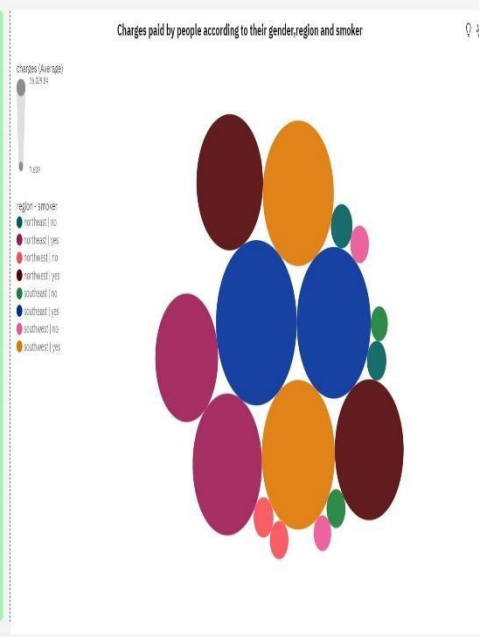 Charges paid by people according to their gender,region and smoker
charges (Average)
region - smoker
northeast | no
northeast | yes
northwest | no
northwest | yes
southeast | no
southeast | yes
southwest | no
southwest | yes